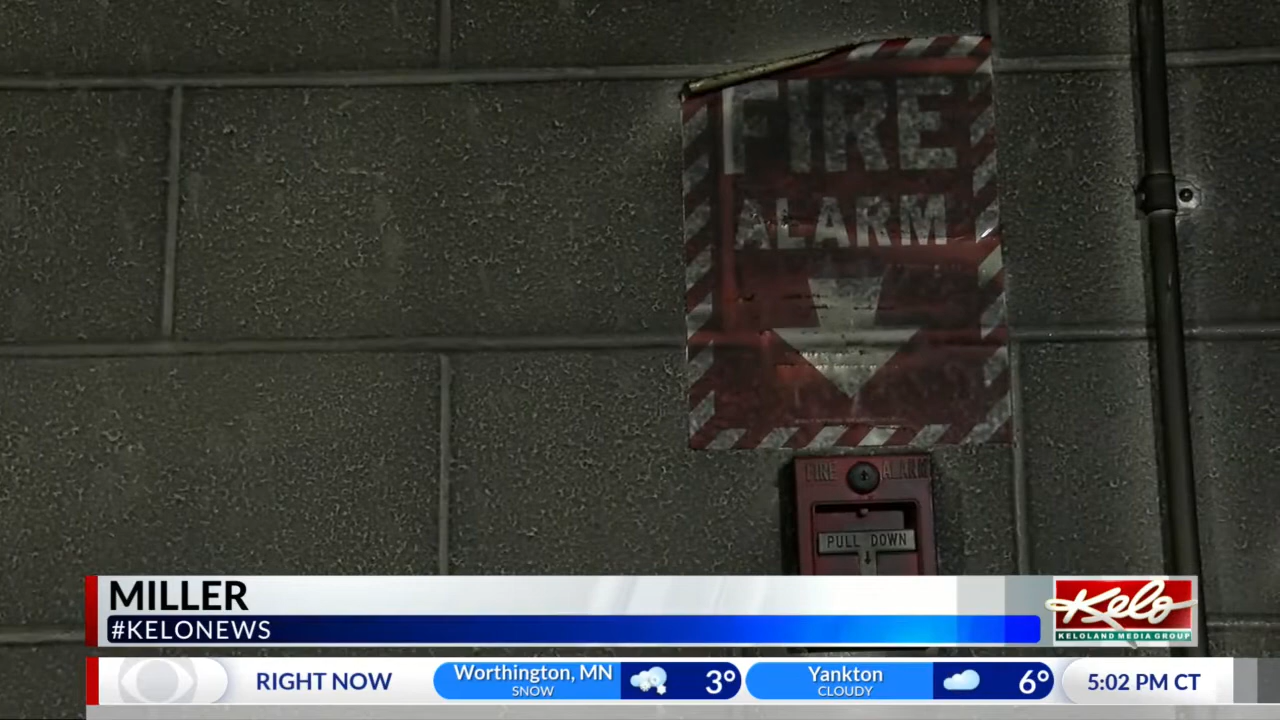 FIRE
ALARM
FIRE ALARM
PULL DOWN
MILLER
#KELONEWS
Kelo
KELOLAND MEDIA GROUP
RIGHT NOW
Worthington, MN
SNOW
3°
Yankton
CLOUDY
6°
5:02 PM CT